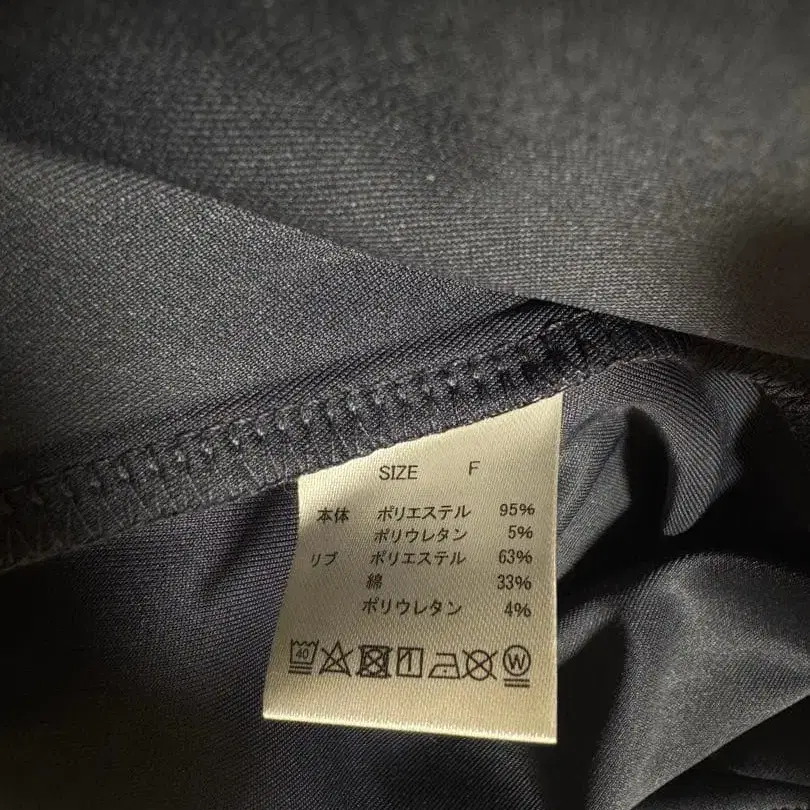 SIZE F
本体 ポリエステル 95%
ポリウレタン 5%
リブ ポリエステル 63%
綿 33%
ポリウレタン 4%
40 W